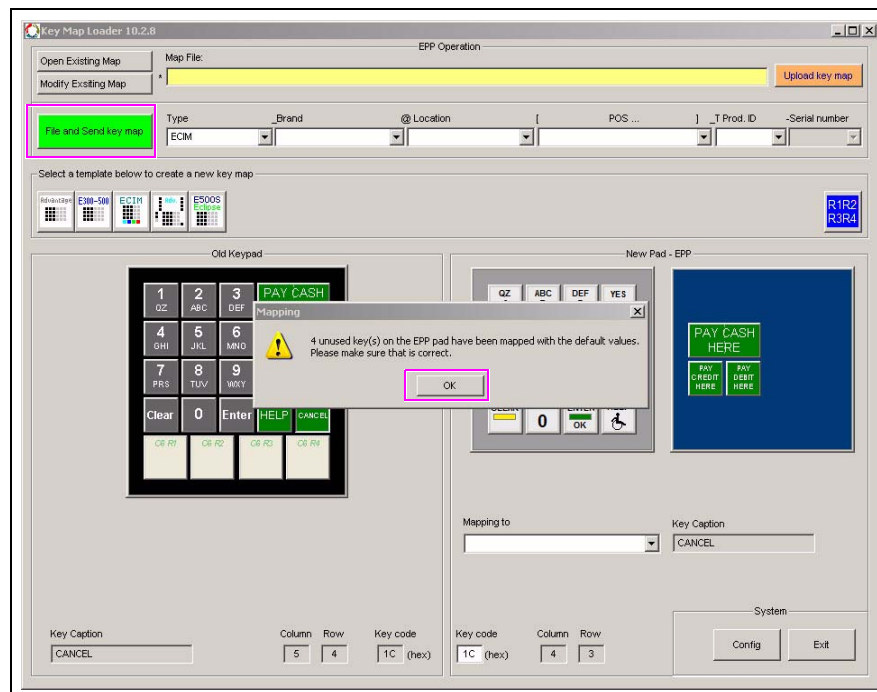 Key Map Loader 10.2.8
EPP Operation
Open Existing Map
Map File:
Modify Exsiting Map
*
Upload key map
File and Send key map
Type _Brand @ Location [ POS ... ] _T Prod. ID -Serial number
ECIM
Select a template below to create a new key map
Advantage
E300-500
ECIM
Adv.
E500S
Eclipse
R1R2
R3R4
Old Keypad
New Pad - EPP
1 2 3 PAY CASH
QZ ABC DEF
4 5 6
GHI JKL MNO
7 8 9
PRS TUV WXY
Clear 0 Enter HELP CANCEL
C6 R1 C6 R2 C6 R3 C6 R4
QZ ABC DEF YES
Mapping
4 unused key(s) on the EPP pad have been mapped with the default values.
Please make sure that is correct.
OK
0 OK
PAY CASH
HERE
PAY
CREDIT
HERE
PAY
DEBIT
HERE
Mapping to
Key Caption
CANCEL
System
Config
Exit
Key Caption Column Row Key code
CANCEL 5 4 1C (hex)
Key code Column Row
1C (hex) 4 3